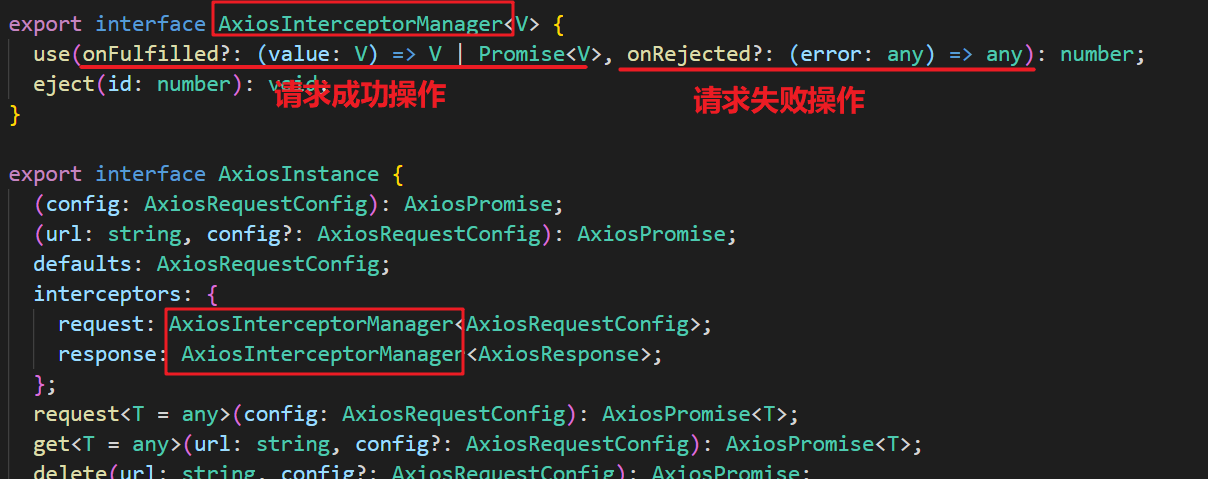 export interface AxiosInterceptorManager<V> {
use(onFulfilled?: (value: V) => V | Promise<V>, onRejected?: (error: any) => any): number;
eject(id: number): void;
请求成功操作
请求失败操作
}
export interface AxiosInstance {
(config: AxiosRequestConfig): AxiosPromise;
(url: string, config?: AxiosRequestConfig): AxiosPromise;
defaults: AxiosRequestConfig;
interceptors: {
request: AxiosInterceptorManager<AxiosRequestConfig>;
response: AxiosInterceptorManager<AxiosResponse>;
};
request<T = any>(config: AxiosRequestConfig): AxiosPromise<T>;
get<T = any>(url: string, config?: AxiosRequestConfig): AxiosPromise<T>;
delete(url: string, config?: AxiosRequestConfig): AxiosPromise;